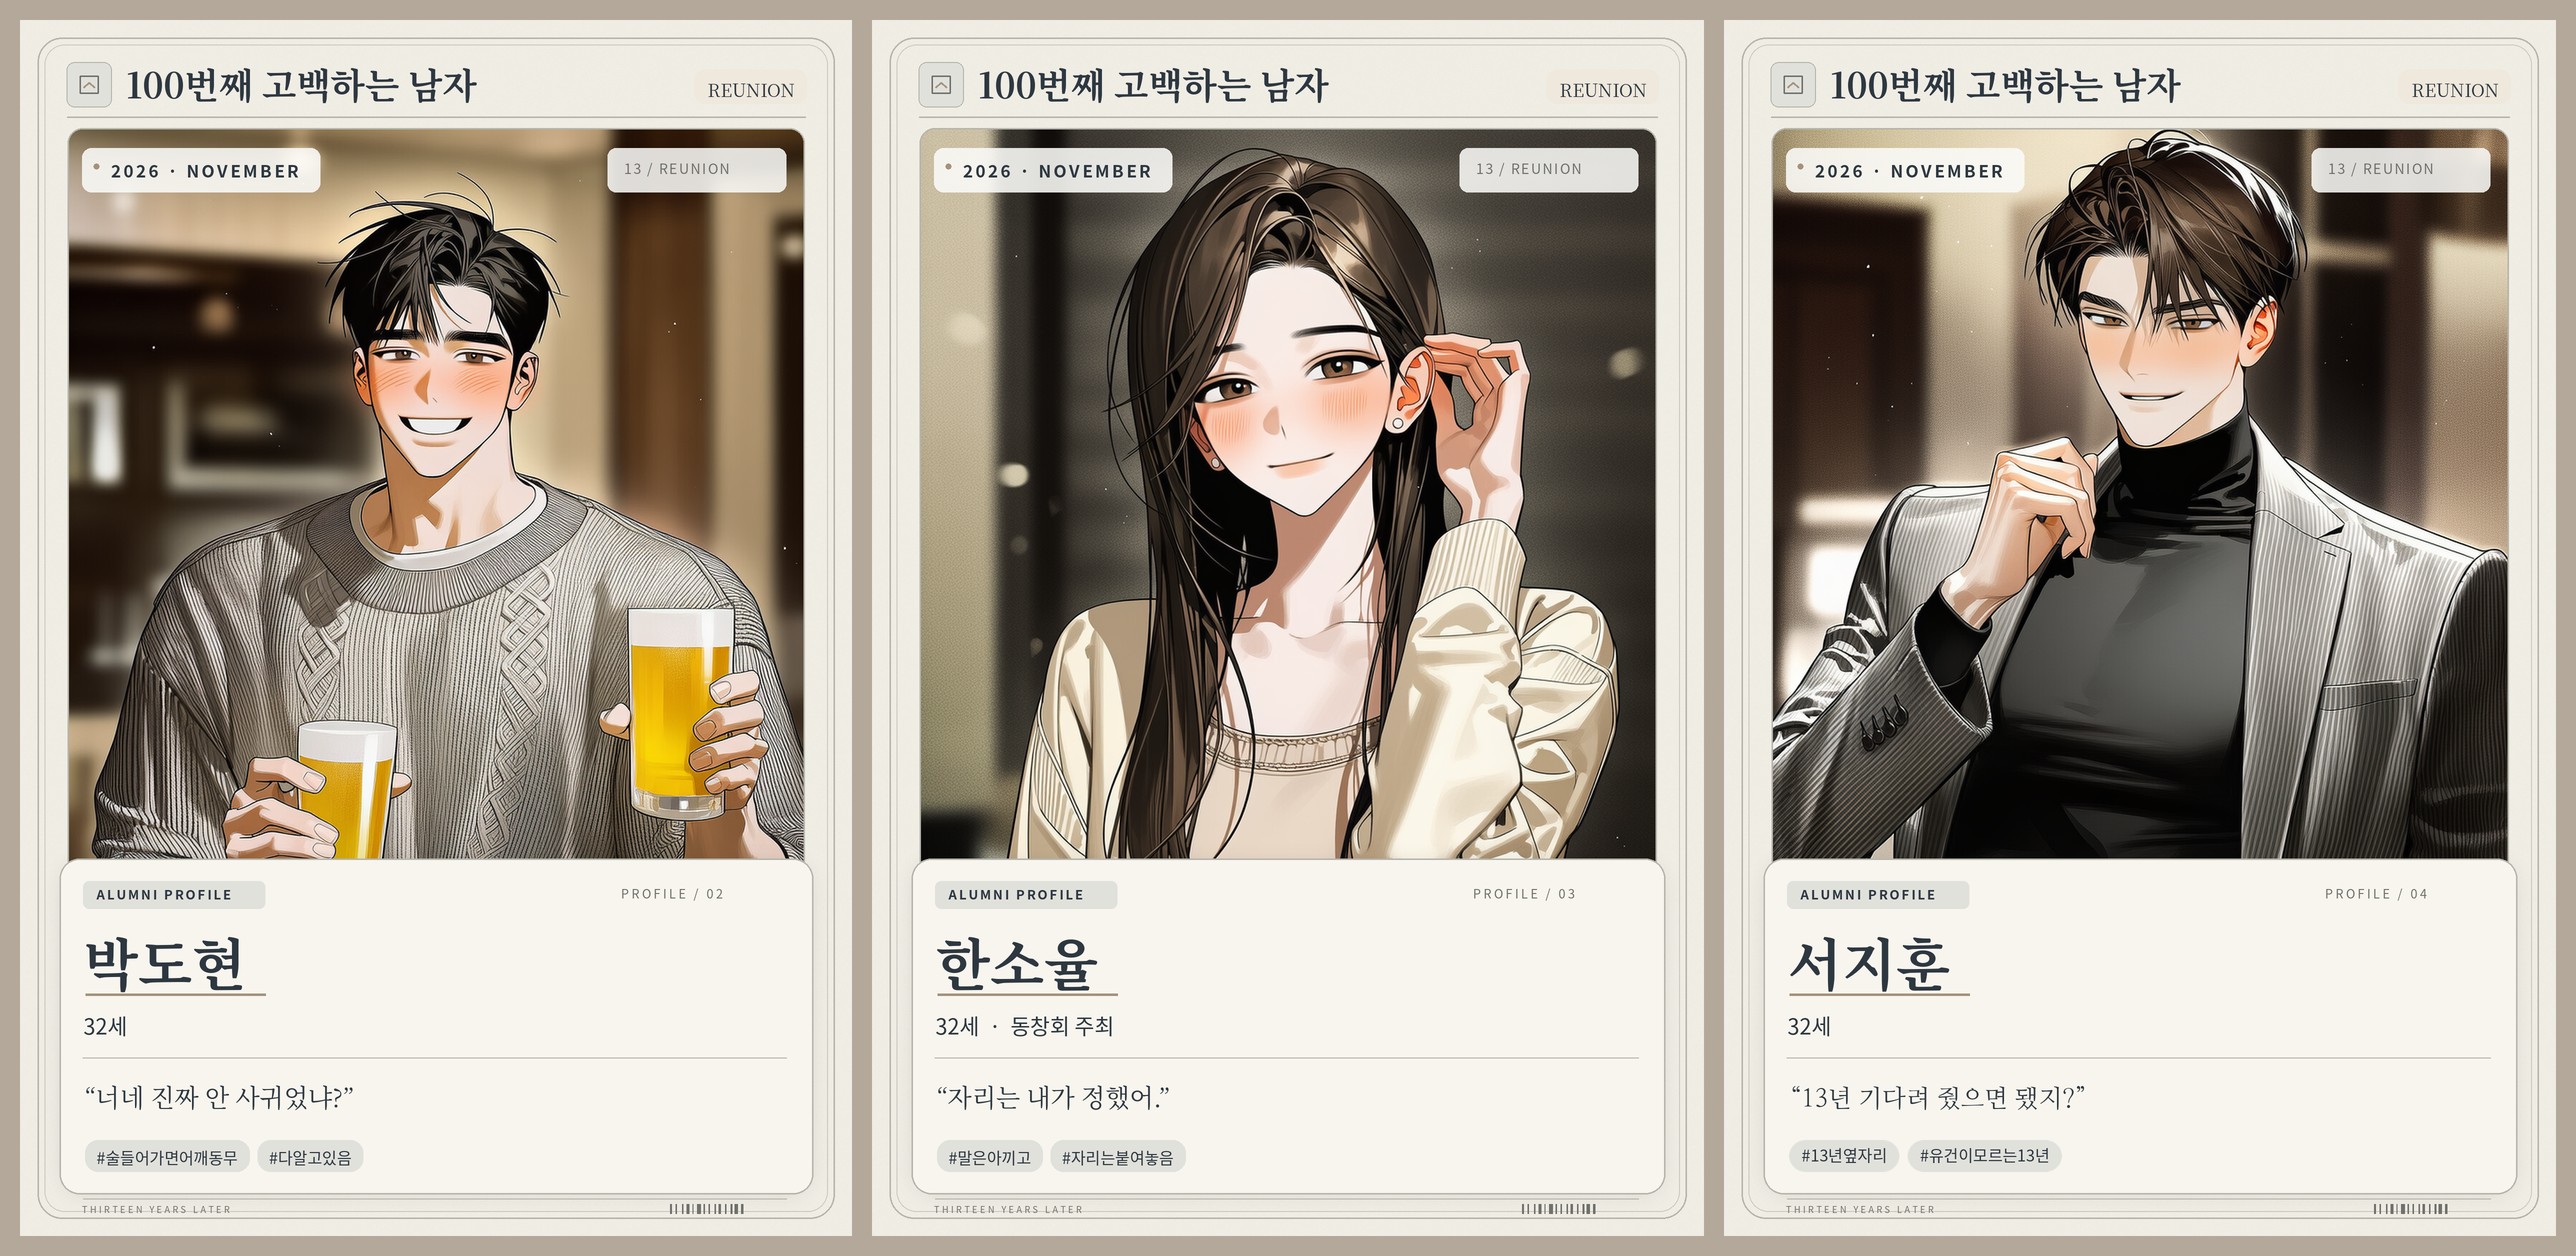 100번째 고백하는 남자
REUNION
2026 · NOVEMBER
13 / REUNION
ALUMNI PROFILE
PROFILE / 02
박도현
32세
“너네 진짜 안 사귀었냐?”
#술들어가면어깨동무 #다알고있음
THIRTEEN YEARS LATER
100번째 고백하는 남자
REUNION
2026 · NOVEMBER
13 / REUNION
ALUMNI PROFILE
PROFILE / 03
한소율
32세 · 동창회 주최
“자리는 내가 정했어.”
#말은아끼고 #자리는붙여놓음
THIRTEEN YEARS LATER
100번째 고백하는 남자
REUNION
2026 · NOVEMBER
13 / REUNION
ALUMNI PROFILE
PROFILE / 04
서지훈
32세
“13년 기다려 줬으면 됐지?”
#13년옆자리 #유건이모르는13년
THIRTEEN YEARS LATER